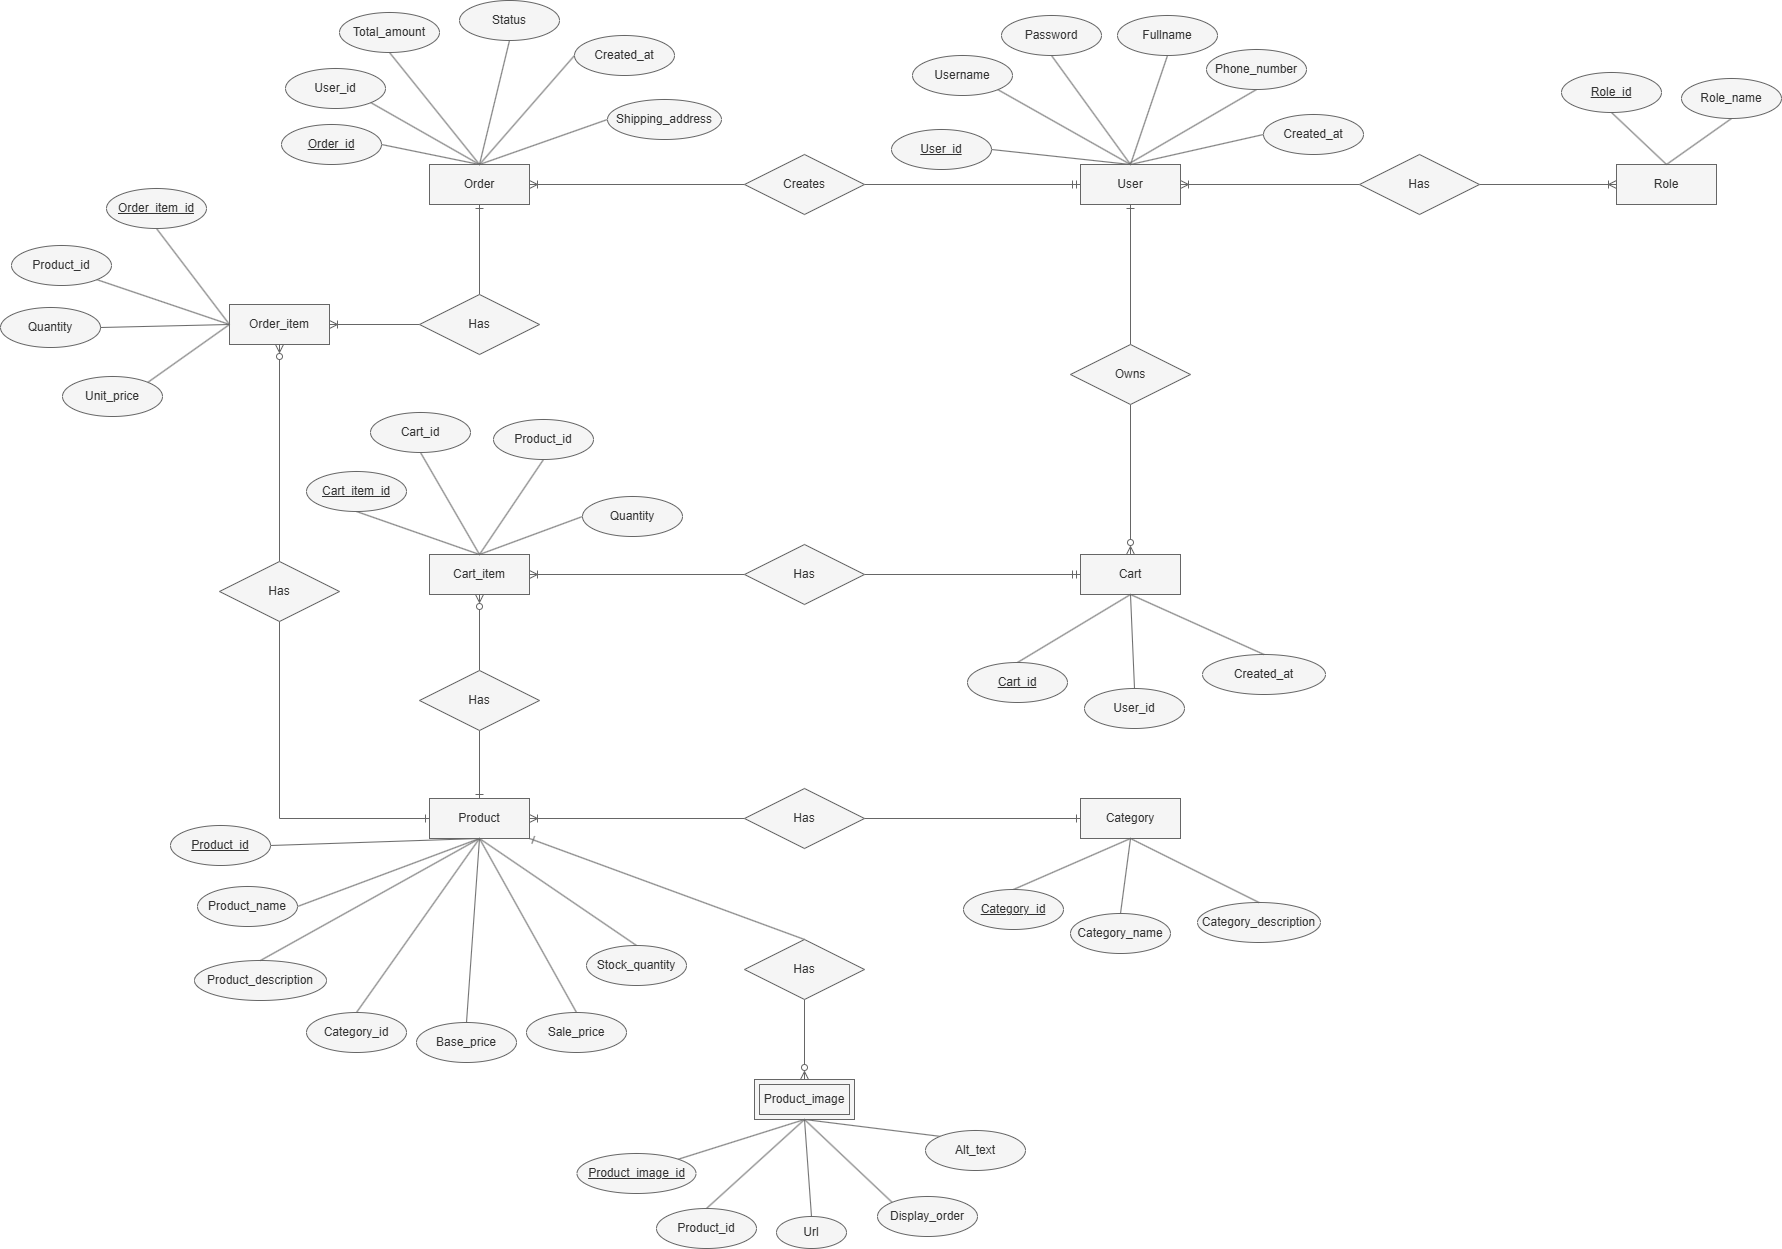 Status
Total_amount
Created_at
User_id
Shipping_address
Order_id
Order
Creates
Password
Fullname
Username
Phone_number
Created_at
User_id
User
Has
Role_id
Role_name
Role
Order_item_id
Product_id
Quantity
Unit_price
Order_item
Has
Owns
Cart_id
Product_id
Cart_item_id
Quantity
Cart_item
Has
Cart
Has
Cart_id
User_id
Created_at
Has
Product
Has
Category
Product_id
Product_name
Product_description
Category_id
Base_price
Sale_price
Stock_quantity
Category_id
Category_name
Category_description
Has
Product_image
Product_image_id
Product_id
Url
Display_order
Alt_text